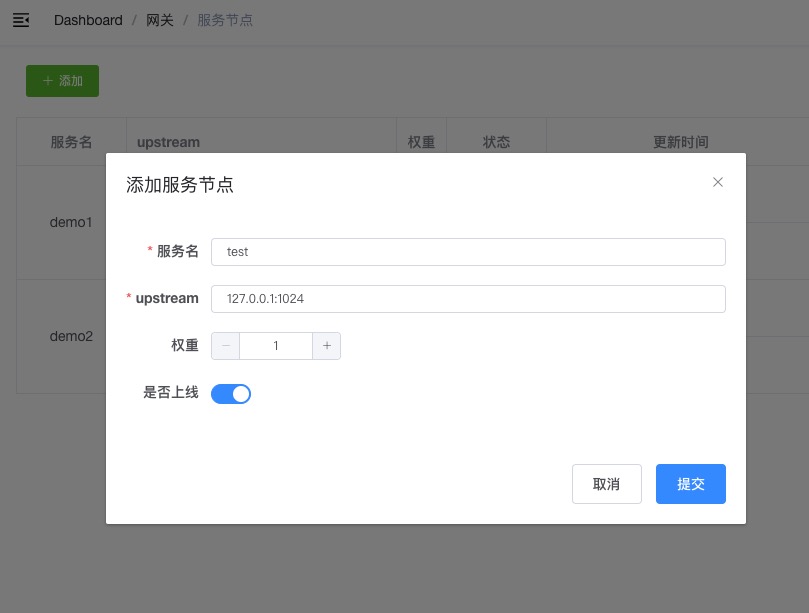 Dashboard / 网关 / 服务节点
+ 添加
服务名 upstream 权重 状态 更新时间
添加服务节点
demo1
* 服务名 test
* upstream 127.0.0.1:1024
demo2
权重 − 1 +
是否上线
取消 提交